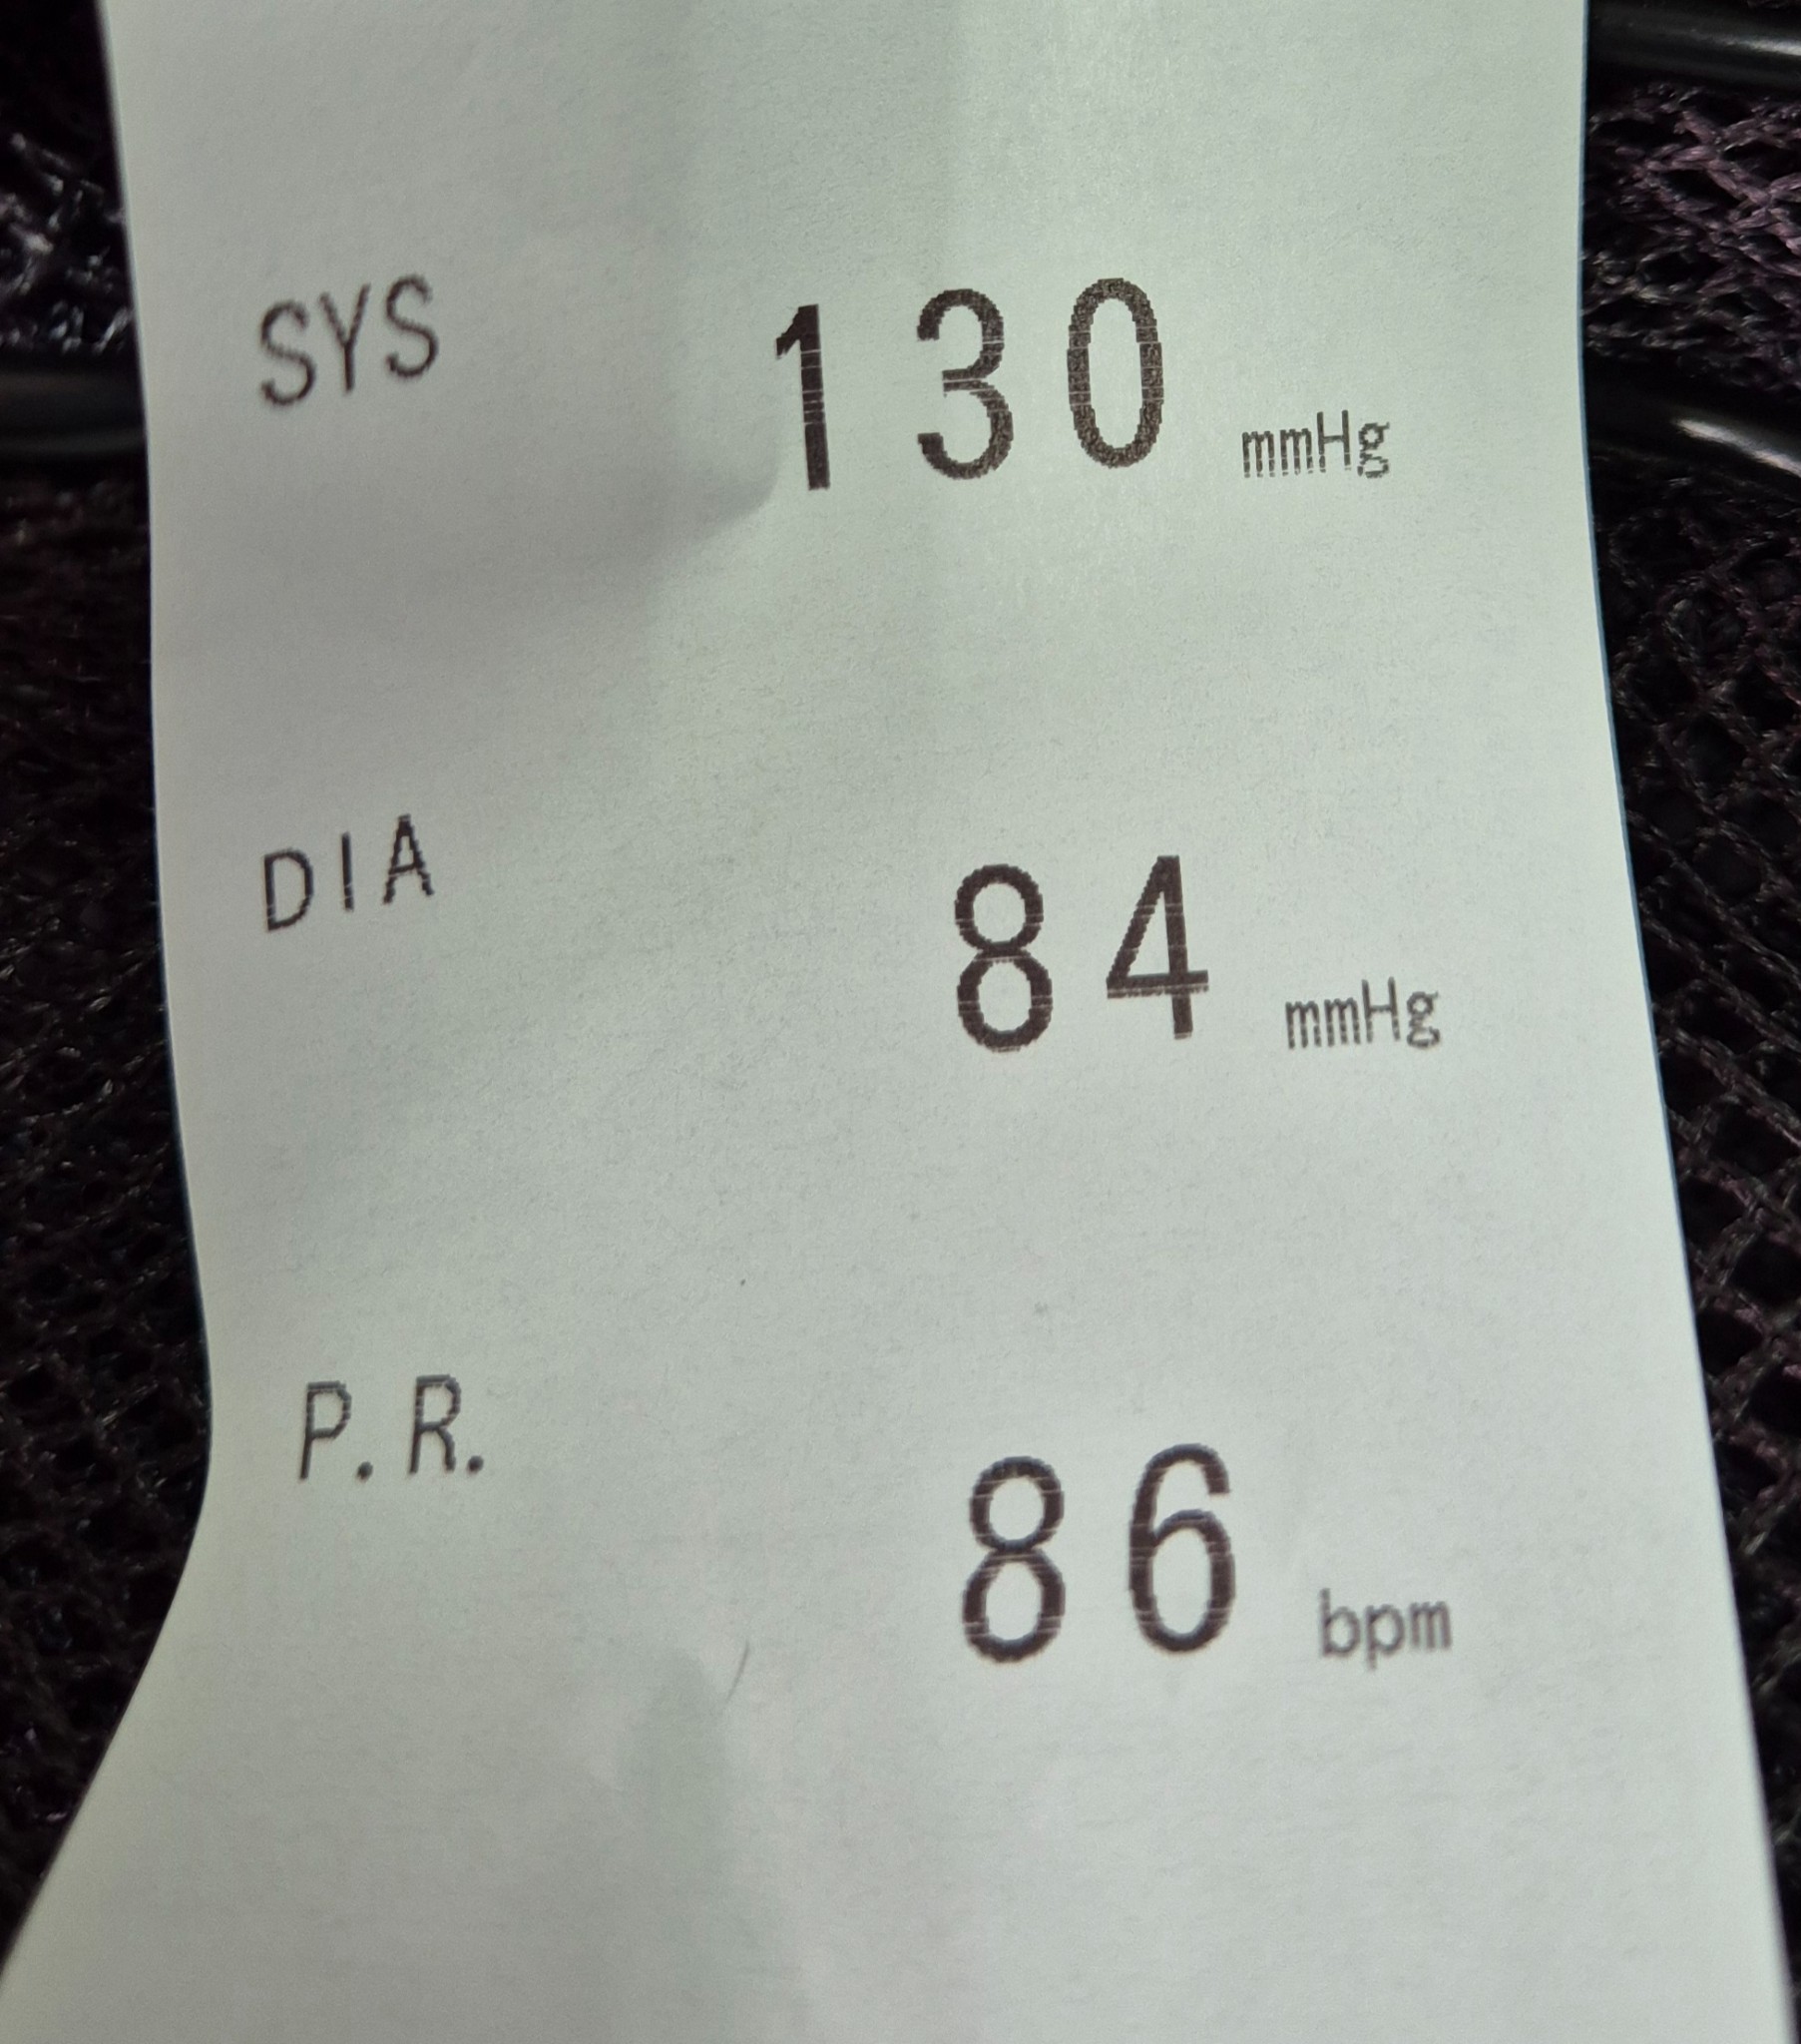 SYS 130 mmHg
DIA 84 mmHg
P.R. 86 bpm